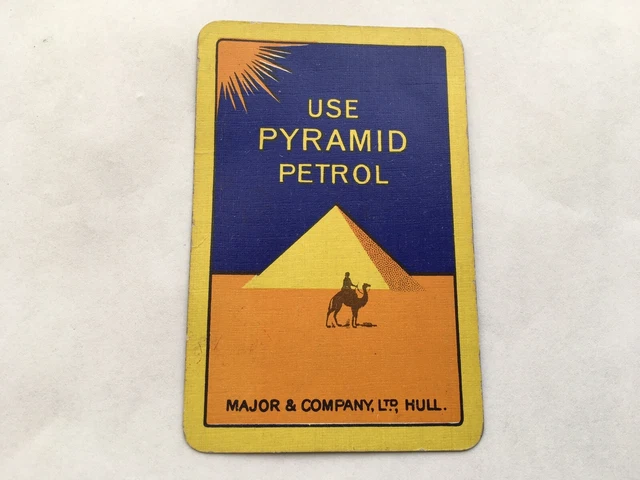 USE
PYRAMID
PETROL
MAJOR & COMPANY, LTD, HULL.